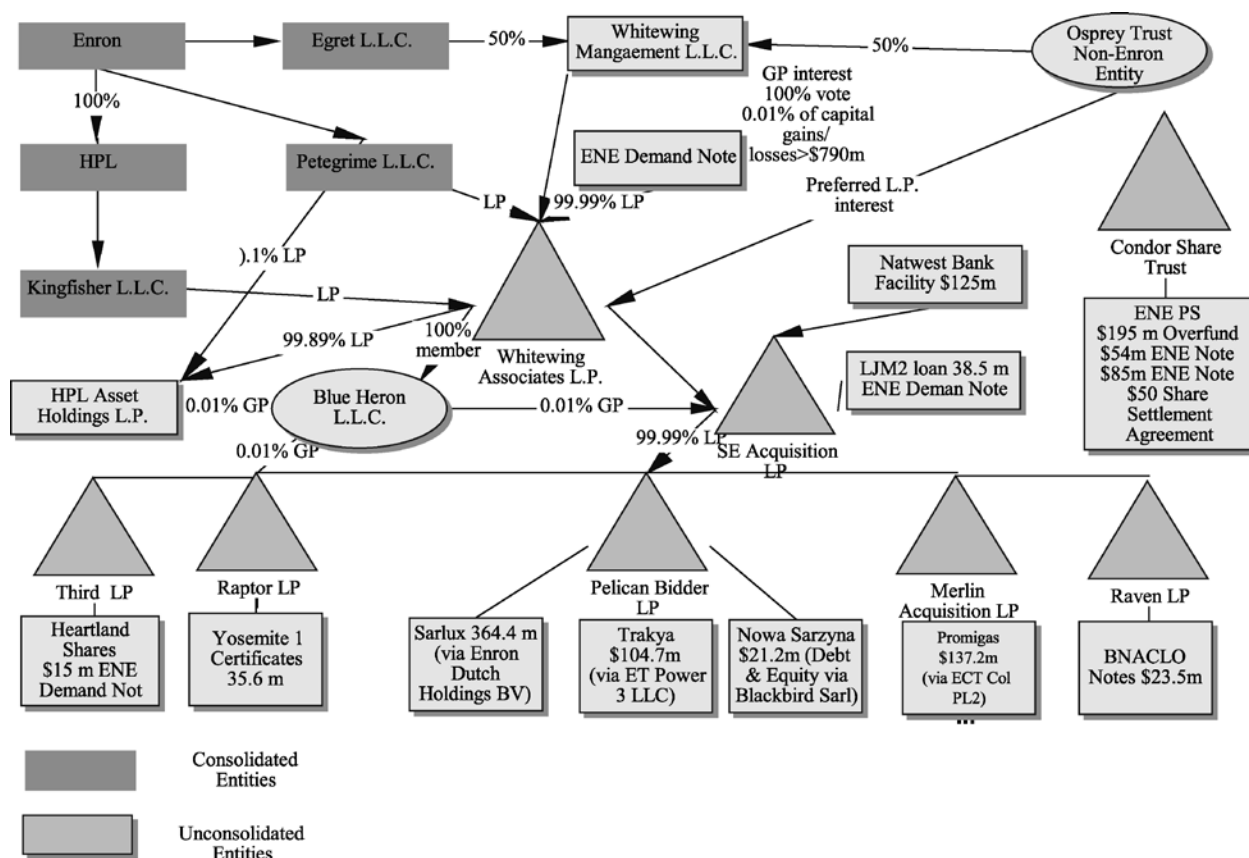 Enron
Egret L.L.C.
50%
Whitewing
Mangaement L.L.C.
50%
Osprey Trust
Non-Enron
Entity
100%
GP interest
100% vote
0.01% of capital
gains/
losses>$790m
HPL
Petegrime L.L.C.
ENE Demand Note
LP
99.99% LP
Preferred L.P.
interest
).1% LP
Kingfisher L.L.C.
LP
Natwest Bank
Facility $125m
Condor Share
Trust
ENE PS
$195 m Overfund
$54m ENE Note
$85m ENE Note
$50 Share
Settlement
Agreement
99.89% LP
100%
member
Whitewing
Associates L.P.
LJM2 loan 38.5 m
ENE Deman Note
HPL Asset
Holdings L.P.
0.01% GP
Blue Heron
L.L.C.
0.01% GP
99.99% LP
SE Acquisition
LP
0.01% GP
Third LP
Heartland
Shares
$15 m ENE
Demand Not
Raptor LP
Yosemite 1
Certificates
35.6 m
Pelican Bidder
LP
Sarlux 364.4 m
(via Enron
Dutch
Holdings BV)
Trakya
$104.7m
(via ET Power
3 LLC)
Nowa Sarzyna
$21.2m (Debt
& Equity via
Blackbird Sarl)
Merlin
Acquisition LP
Promigas
$137.2m
(via ECT Col
PL2)
...
Raven LP
BNACLO
Notes $23.5m
Consolidated
Entities
Unconsolidated
Entities